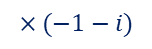 × (−1 − i)